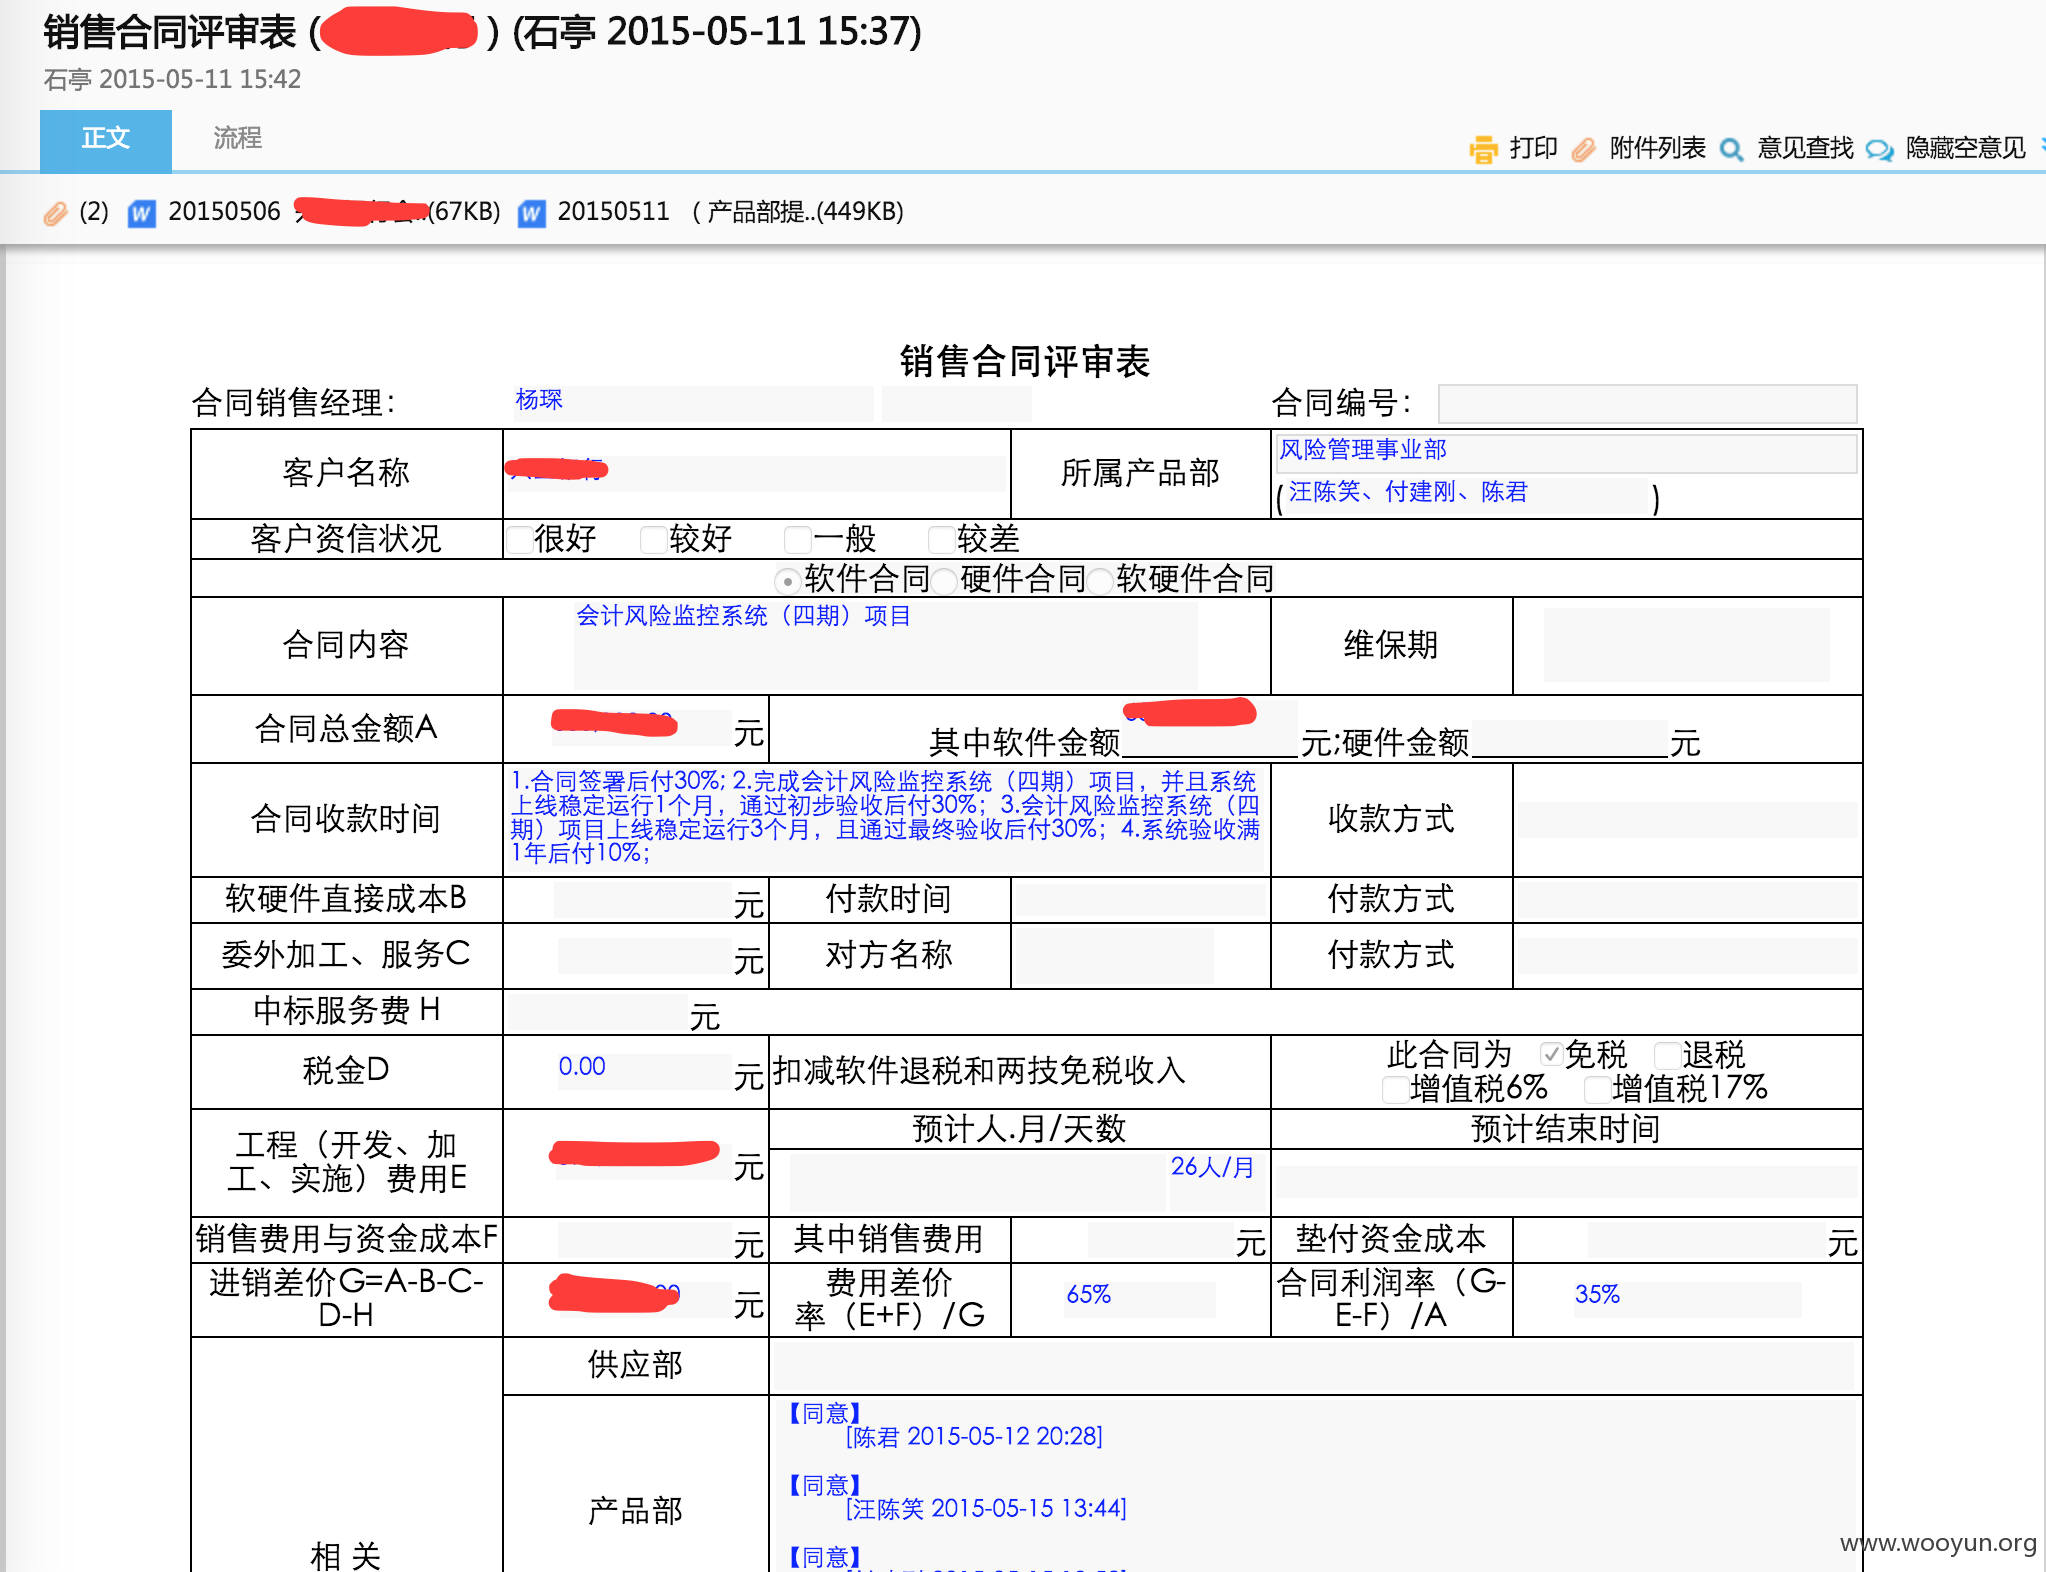 销售合同评审表 ( ) (石亭 2015-05-11 15:37)
石亭 2015-05-11 15:42
正文 流程
打印 附件列表 意见查找 隐藏空意见
(2) 20150506 ..(67KB) 20150511 ( 产品部提..(449KB)
销售合同评审表
合同销售经理： 杨琛 合同编号：
客户名称 所属产品部 风险管理事业部
(汪陈笑、付建刚、陈君 )
客户资信状况 很好 较好 一般 较差
软件合同 硬件合同 软硬件合同
合同内容 会计风险监控系统（四期）项目 维保期
合同总金额A 元 其中软件金额 元;硬件金额 元
合同收款时间 1.合同签署后付30%; 2.完成会计风险监控系统（四期）项目，并且系统
上线稳定运行1个月，通过初步验收后付30%；3.会计风险监控系统（四
期）项目上线稳定运行3个月，且通过最终验收后付30%；4.系统验收满
1年后付10%；
收款方式
软硬件直接成本B 元 付款时间 付款方式
委外加工、服务C 元 对方名称 付款方式
中标服务费 H 元
税金D 0.00 元 扣减软件退税和两技免税收入 此合同为 免税 退税
增值税6% 增值税17%
工程（开发、加
工、实施）费用E 元 预计人.月/天数 预计结束时间
26人/月
销售费用与资金成本F 元 其中销售费用 元 垫付资金成本 元
进销差价G=A-B-C-
D-H 元 费用差价
率（E+F）/G 65% 合同利润率（G-
E-F）/A 35%
供应部
【同意】
[陈君 2015-05-12 20:28]
【同意】
产品部 [汪陈笑 2015-05-15 13:44]
相 关 【同意】
www.wooyun.org